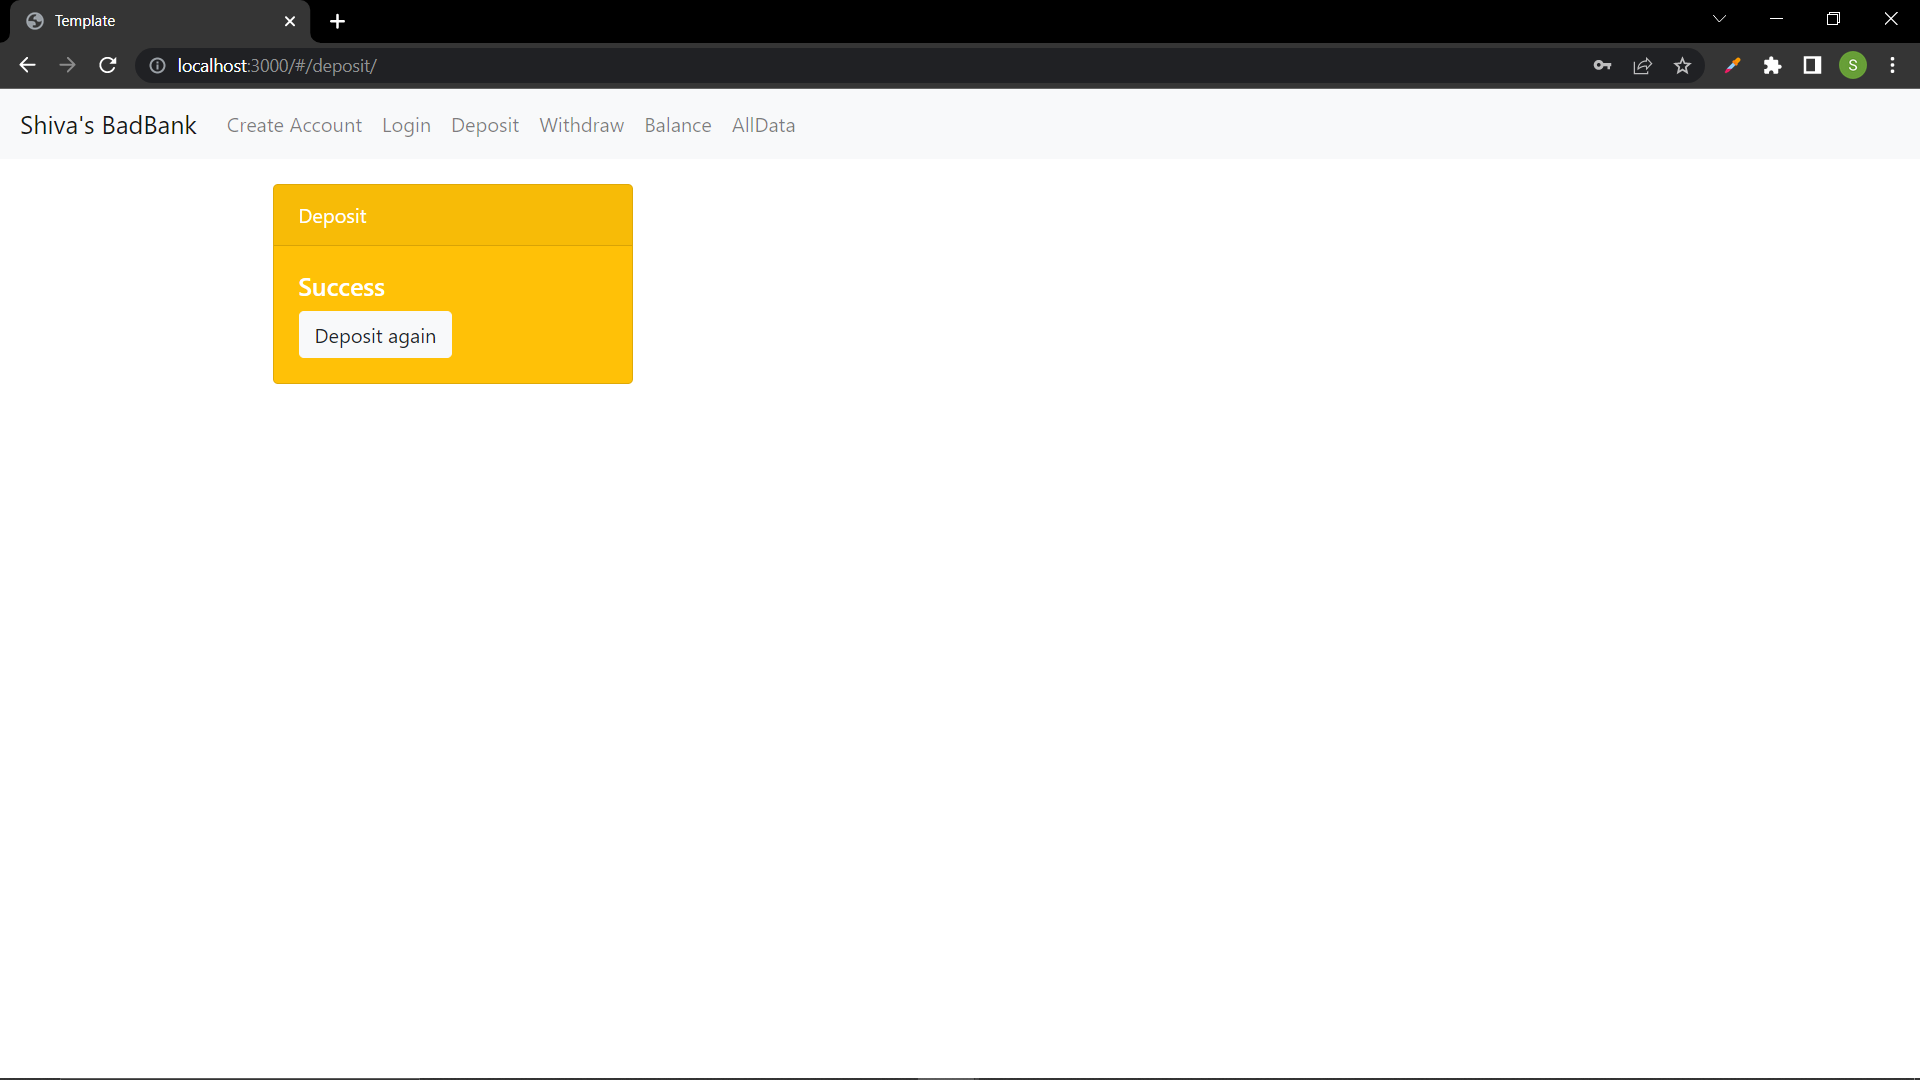 Template
localhost:3000/#/deposit/
S
Shiva's BadBank Create Account Login Deposit Withdraw Balance AllData
Deposit
Success
Deposit again